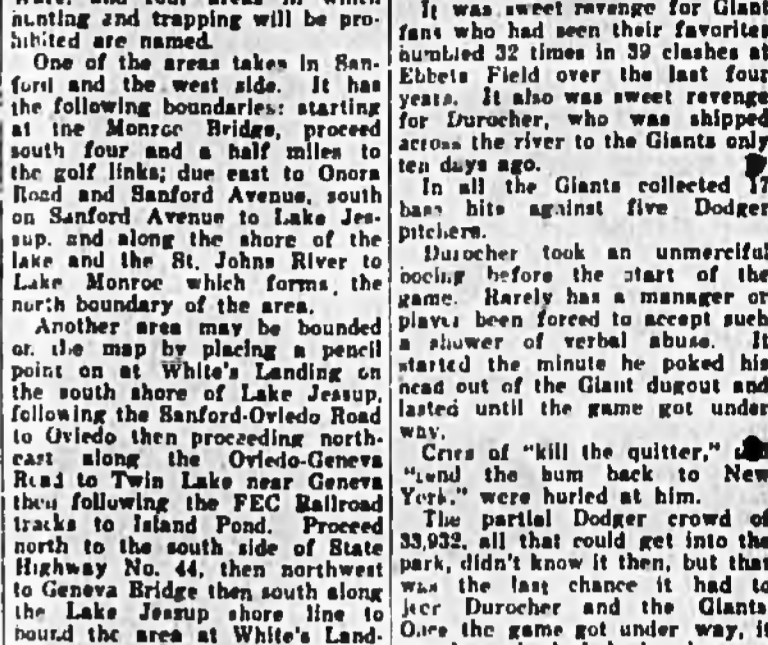 hunting and trapping will be pro-
hibited are named.
One of the areas takes in San-
ford and the west side. It has
the following boundaries: starting
at the Monroe Bridge, proceed
south four and a half miles to
the golf links; due east to Onora
Road and Sanford Avenue, south
on Sanford Avenue to Lake Jes-
sup. and along the shore of the
lake and the St. Johns River to
Lake Monroe which forms the
north boundary of the area.
Another area may be bounded
on the map by placing a pencil
point on at White's Landing on
the south shore of Lake Jessup,
following the Sanford-Oviedo Road
to Oviedo then proceeding north-
east along the Oviedo-Geneva
Road to Twin Lake near Geneva
then following the FEC Railroad
tracks to Island Pond. Proceed
north to the south side of State
Highway No. 44, then northwest
to Geneva Bridge then south along
the Lake Jessup shore line to
bound the area at White's Land-
It was sweet revenge for Giant
fans who had seen their favorites
humbled 32 times in 39 clashes at
Ebbets Field over the last four
years. It also was sweet revenge
for Durocher, who was shipped
across the river to the Giants only
ten days ago.
In all the Giants collected 17
base hits against five Dodger
pitchers.
Durocher took an unmerciful
booing before the start of the
game. Rarely has a manager or
player been forced to accept such
a shower of verbal abuse. It
started the minute he poked his
head out of the Giant dugout and
lasted until the game got under
way.
Cries of "kill the quitter,"
"send the bum back to New
York." were hurled at him.
The partial Dodger crowd of
33,932, all that could get into the
park, didn't know it then, but that
was the last chance it had to
jeer Durocher and the Giants
Once the game got under way, it